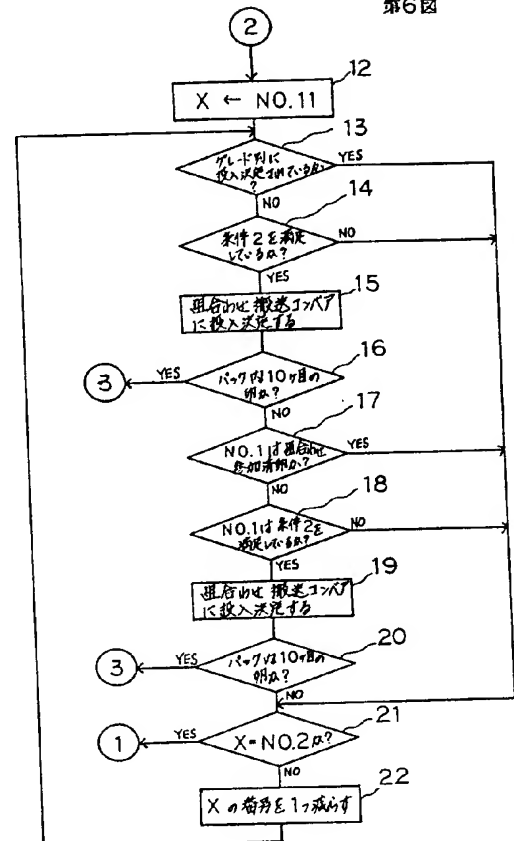 第6図
2
12
X ← NO.11
13
グレード別に
投入決定されているか
?
YES
NO
14
条件2を満足
しているか?
NO
YES
15
組合わせ搬送コンベア
に投入決定する
16
パック内は10ヶ目の
卵か?
YES
3
NO
17
NO.1は組合わせ
参加済卵か?
YES
NO
18
NO.1は条件2を
満足しているか?
NO
YES
19
組合わせ搬送コンベア
に投入決定する
20
パック内は10ヶ目の
卵か?
YES
3
NO
21
X=NO.2か?
YES
1
NO
22
Xの番号を1つ減らす